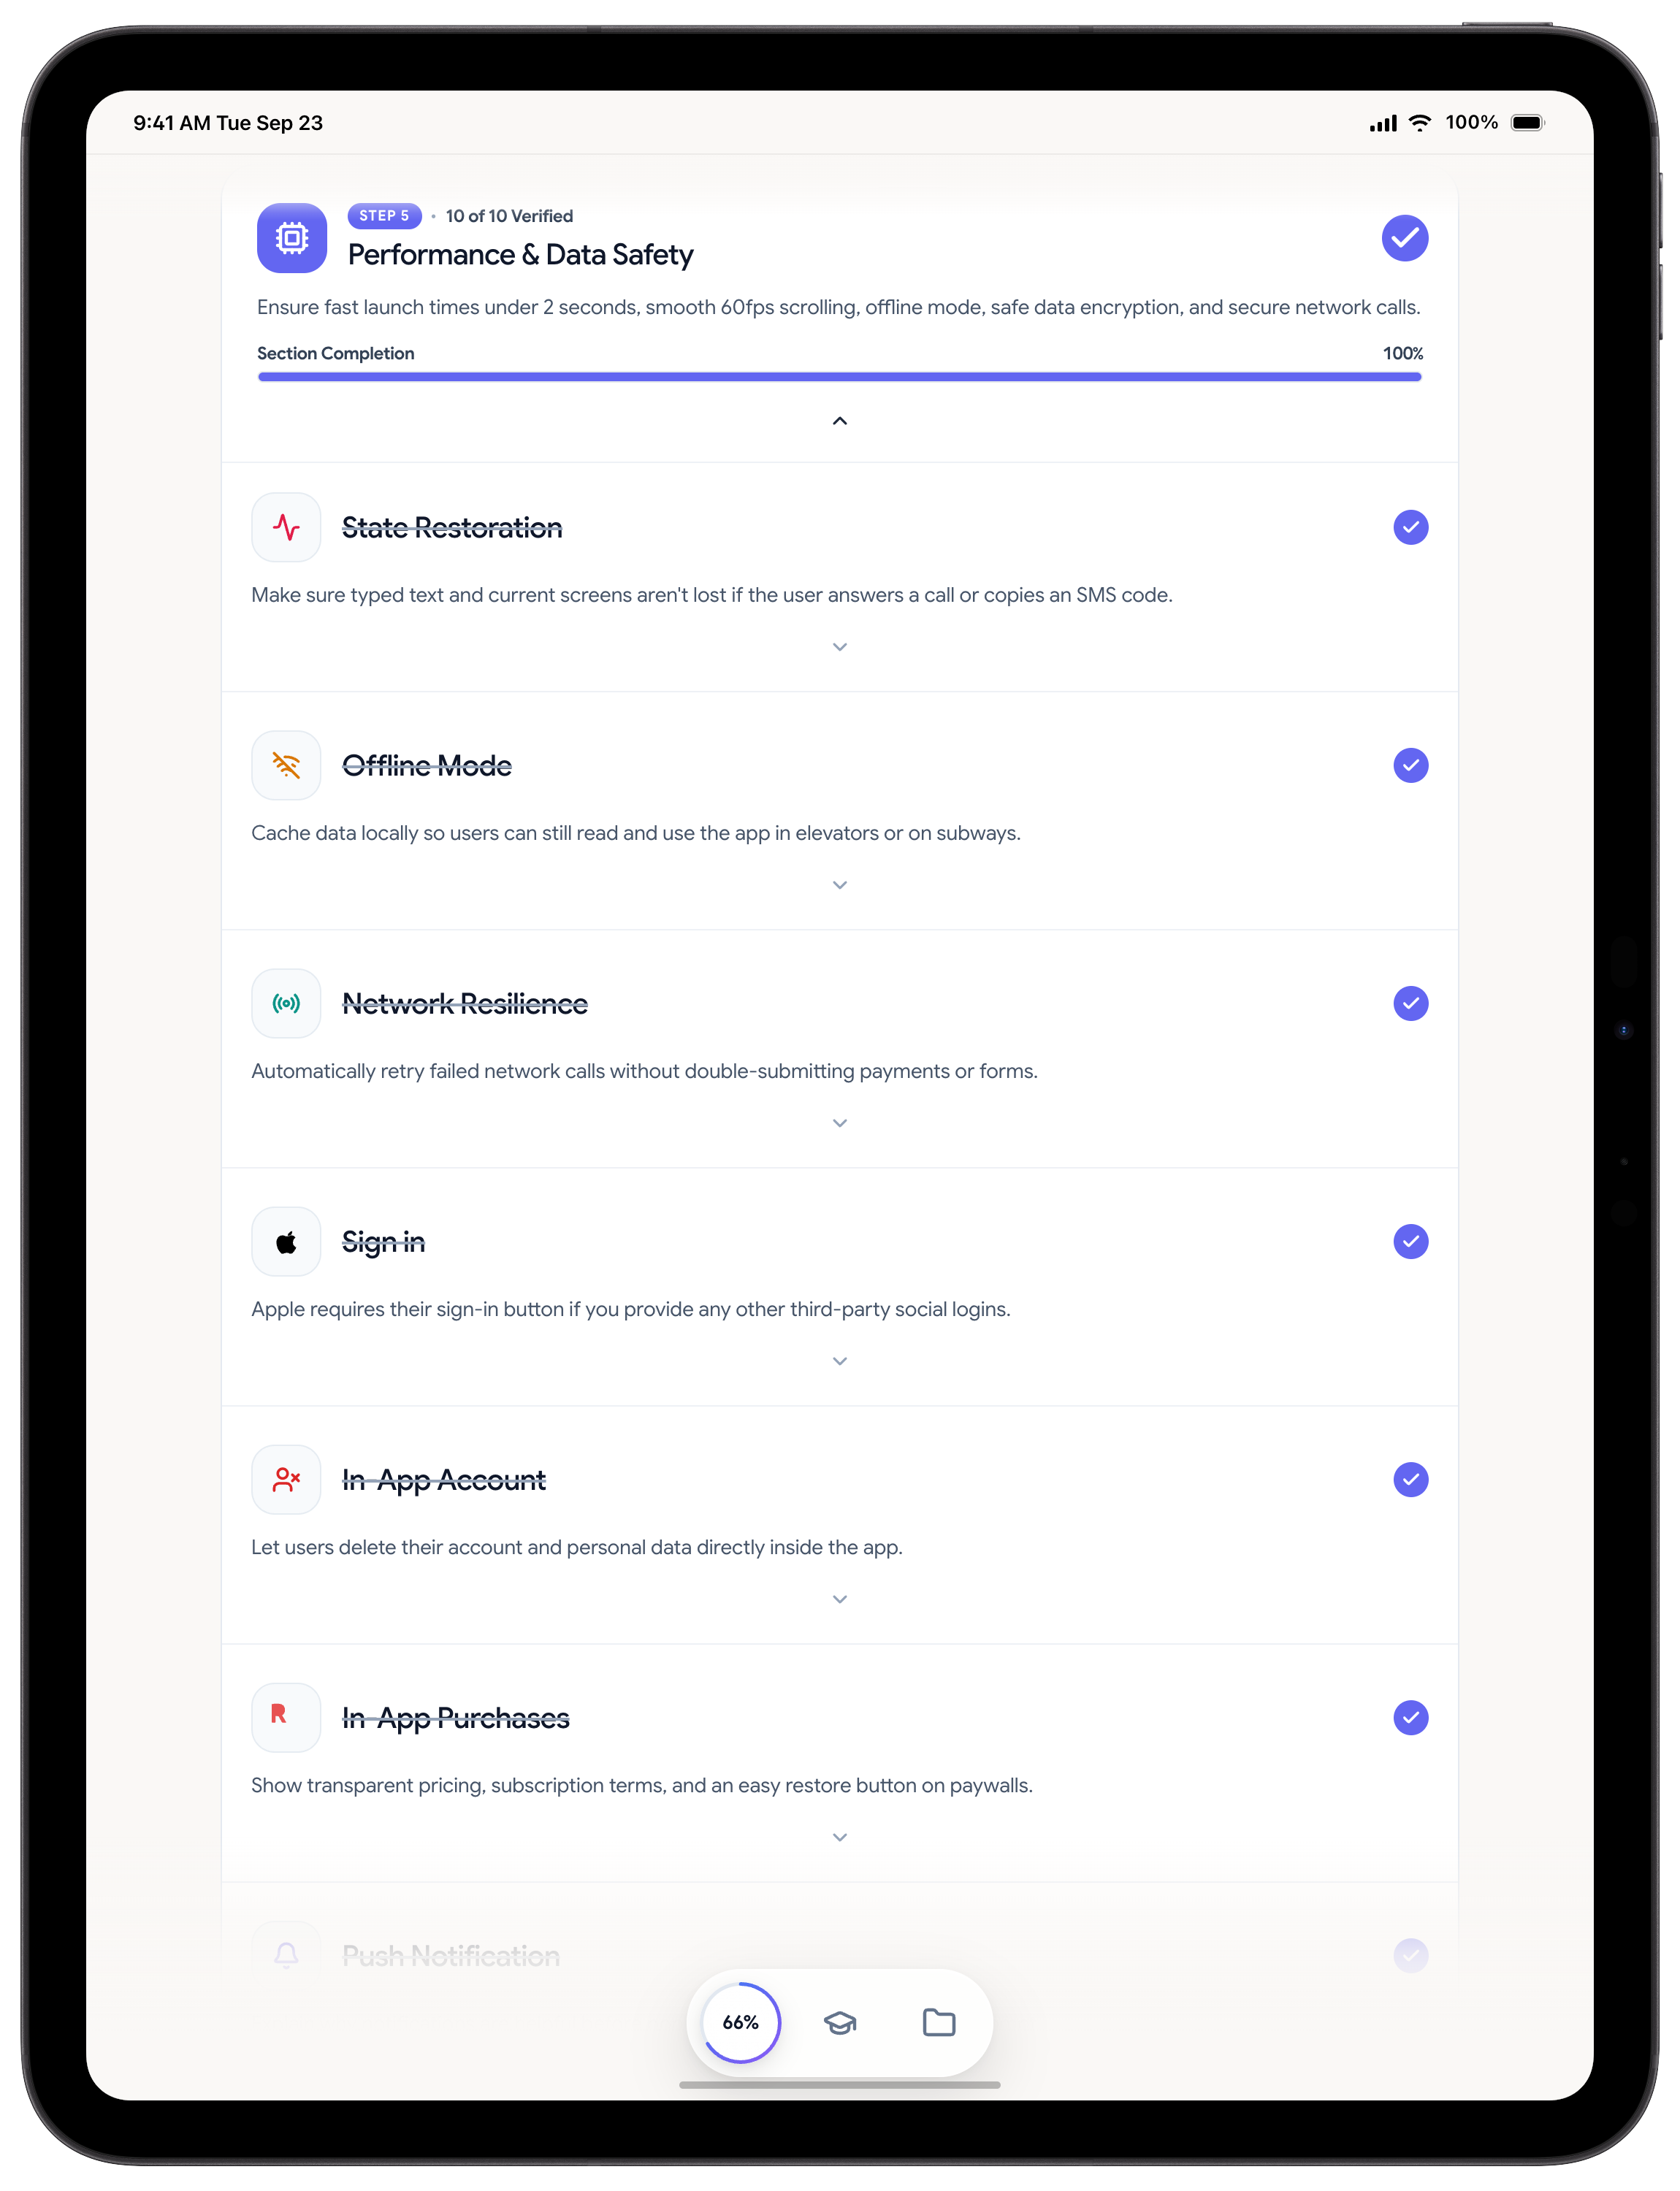 9:41 AM Tue Sep 23
100%
STEP 5 • 10 of 10 Verified
Performance & Data Safety
Ensure fast launch times under 2 seconds, smooth 60fps scrolling, offline mode, safe data encryption, and secure network calls.
Section Completion
100%
State Restoration
Make sure typed text and current screens aren't lost if the user answers a call or copies an SMS code.
Offline Mode
Cache data locally so users can still read and use the app in elevators or on subways.
Network Resilience
Automatically retry failed network calls without double-submitting payments or forms.
Sign in
Apple requires their sign-in button if you provide any other third-party social logins.
In-App Account
Let users delete their account and personal data directly inside the app.
R
In-App Purchases
Show transparent pricing, subscription terms, and an easy restore button on paywalls.
Push Notification
66%